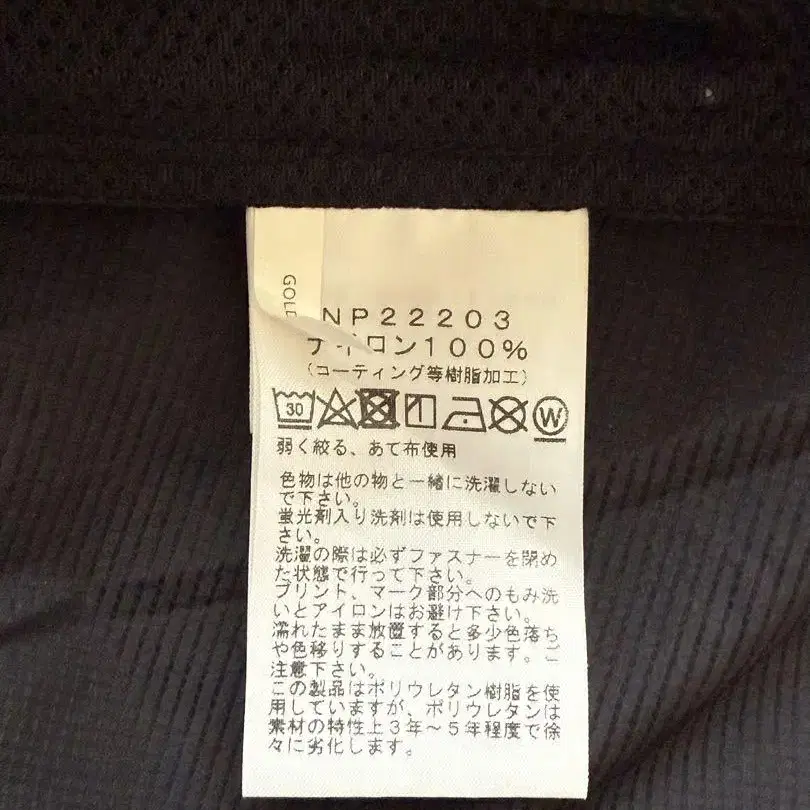 GOLD
NP22203
ナイロン100%
(コーティング等樹脂加工)
30
W
弱く絞る、あて布使用
色物は他の物と一緒に洗濯しない
で下さい。
蛍光剤入り洗剤は使用しないで下
さい。
洗濯の際は必ずファスナーを閉め
た状態で行って下さい。
プリント、マーク部分へのもみ洗
いとアイロンはお避け下さい。
濡れたまま放置すると多少色落ち
や色移りすることがあります。ご
注意下さい。
この製品はポリウレタン樹脂を使
用していますが、ポリウレタンは
素材の特性上3年～5年程度で徐
々に劣化します。